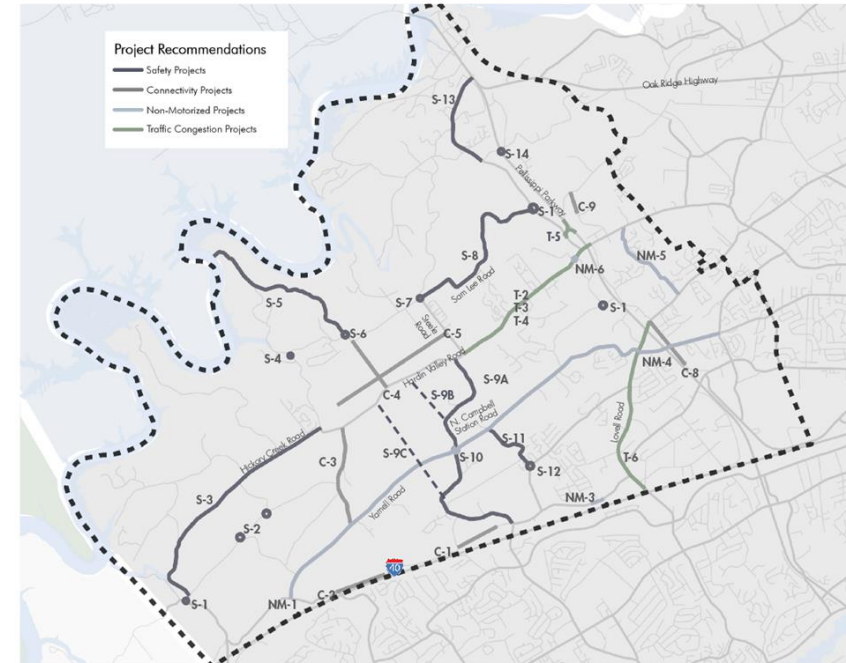 Project Recommendations
Safety Projects
Connectivity Projects
Non-Motorized Projects
Traffic Congestion Projects
Oak Ridge Highway
S-13
S-14
Pellissippi Parkway
S-1
C-9
T-5
NM-5
S-8
NM-6
Sam Lee Road
S-5
S-7
T-2
T-3
T-4
S-1
Steele
Road
S-6
C-5
S-4
Hardin Valley Road
NM-4
C-8
S-9A
C-4
S-9B
N. Campbell
Station Road
Lovell Road
Hickory Creek Road
S-11
C-3
S-9C
S-10
T-6
S-12
S-3
Yarnell Road
NM-3
S-2
C-1
40
C-2
S-1
NM-1